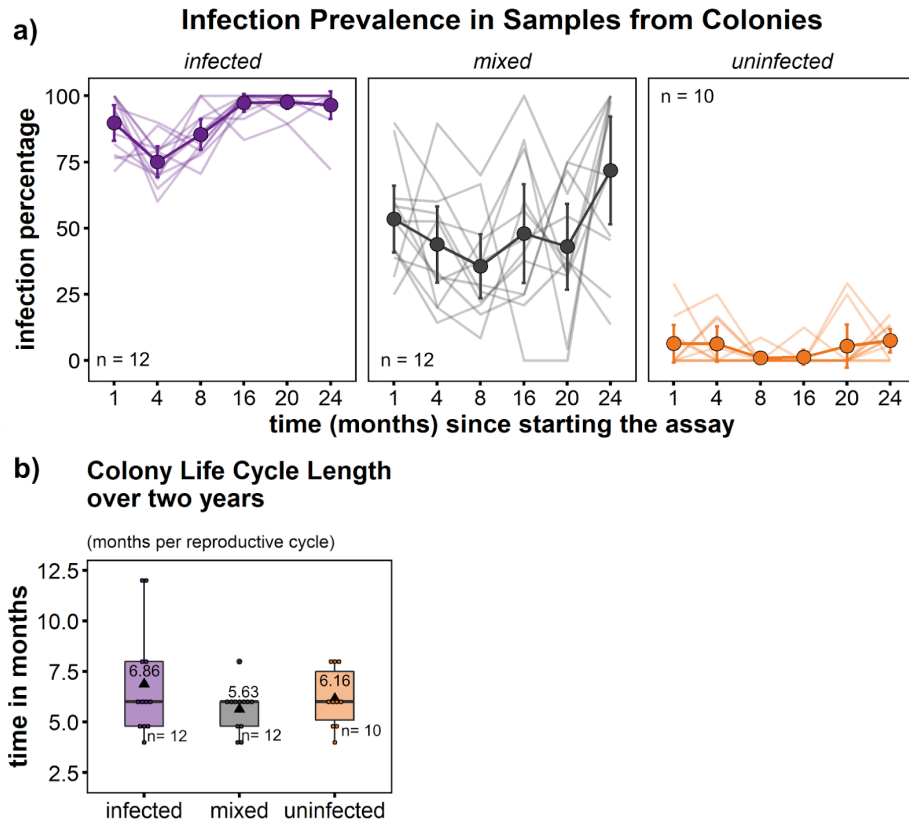 a)
Infection Prevalence in Samples from Colonies
infected
mixed
uninfected
infection percentage
100
75
50
25
0
n = 12
n = 12
n = 10
1 4 8 16 20 24
1 4 8 16 20 24
1 4 8 16 20 24
time (months) since starting the assay
b)
Colony Life Cycle Length
over two years
(months per reproductive cycle)
time in months
12.5
10.0
7.5
5.0
2.5
6.86
n= 12
5.63
n= 12
6.16
n= 10
infected
mixed
uninfected